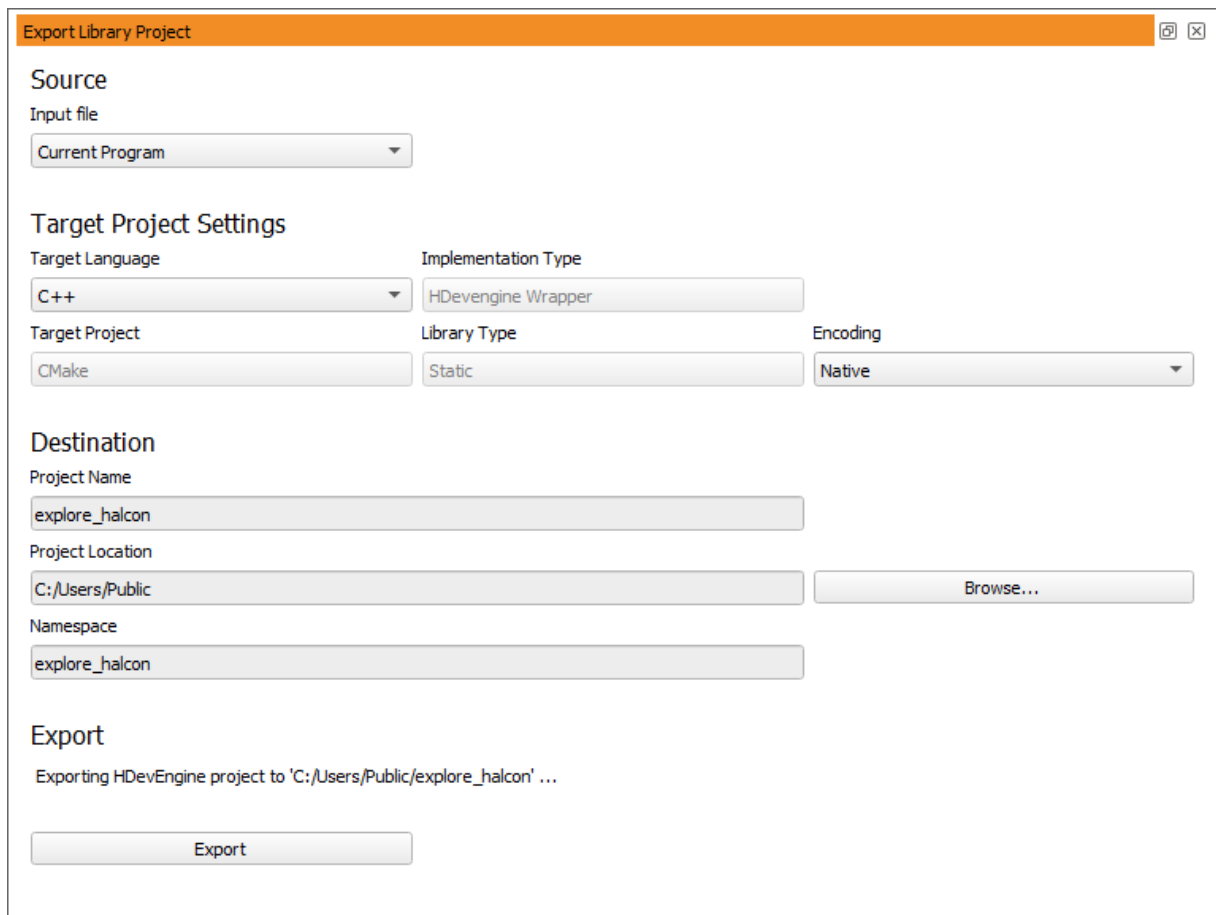 Export Library Project
Source
Input file
Current Program
Target Project Settings
Target Language Implementation Type
C++ HDevengine Wrapper
Target Project Library Type Encoding
CMake Static Native
Destination
Project Name
explore_halcon
Project Location
C:/Users/Public Browse...
Namespace
explore_halcon
Export
Exporting HDevEngine project to 'C:/Users/Public/explore_halcon' ...
Export